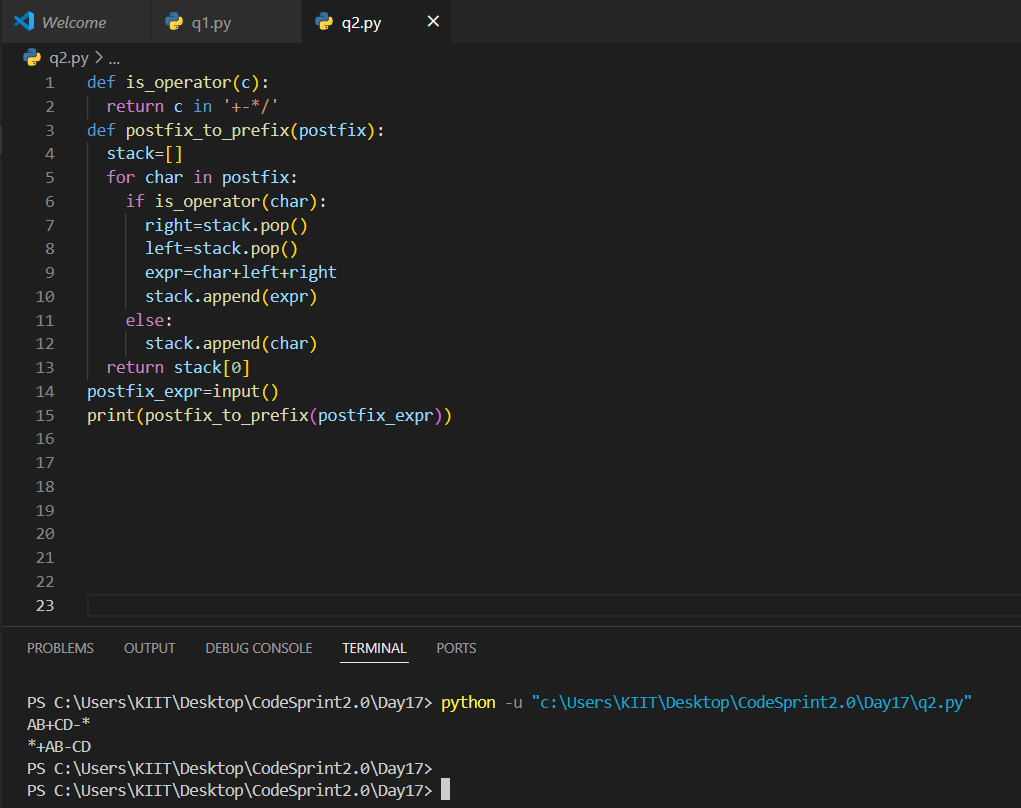 Welcome q1.py q2.py ×
q2.py > ...
1 def is_operator(c):
2   return c in '+-*/'
3 def postfix_to_prefix(postfix):
4   stack=[]
5   for char in postfix:
6     if is_operator(char):
7       right=stack.pop()
8       left=stack.pop()
9       expr=char+left+right
10       stack.append(expr)
11     else:
12       stack.append(char)
13   return stack[0]
14 postfix_expr=input()
15 print(postfix_to_prefix(postfix_expr))
16
17
18
19
20
21
22
23
PROBLEMS OUTPUT DEBUG CONSOLE TERMINAL PORTS
PS C:\Users\KIIT\Desktop\CodeSprint2.0\Day17> python -u "c:\Users\KIIT\Desktop\CodeSprint2.0\Day17\q2.py"
AB+CD-*
*+AB-CD
PS C:\Users\KIIT\Desktop\CodeSprint2.0\Day17>
PS C:\Users\KIIT\Desktop\CodeSprint2.0\Day17>